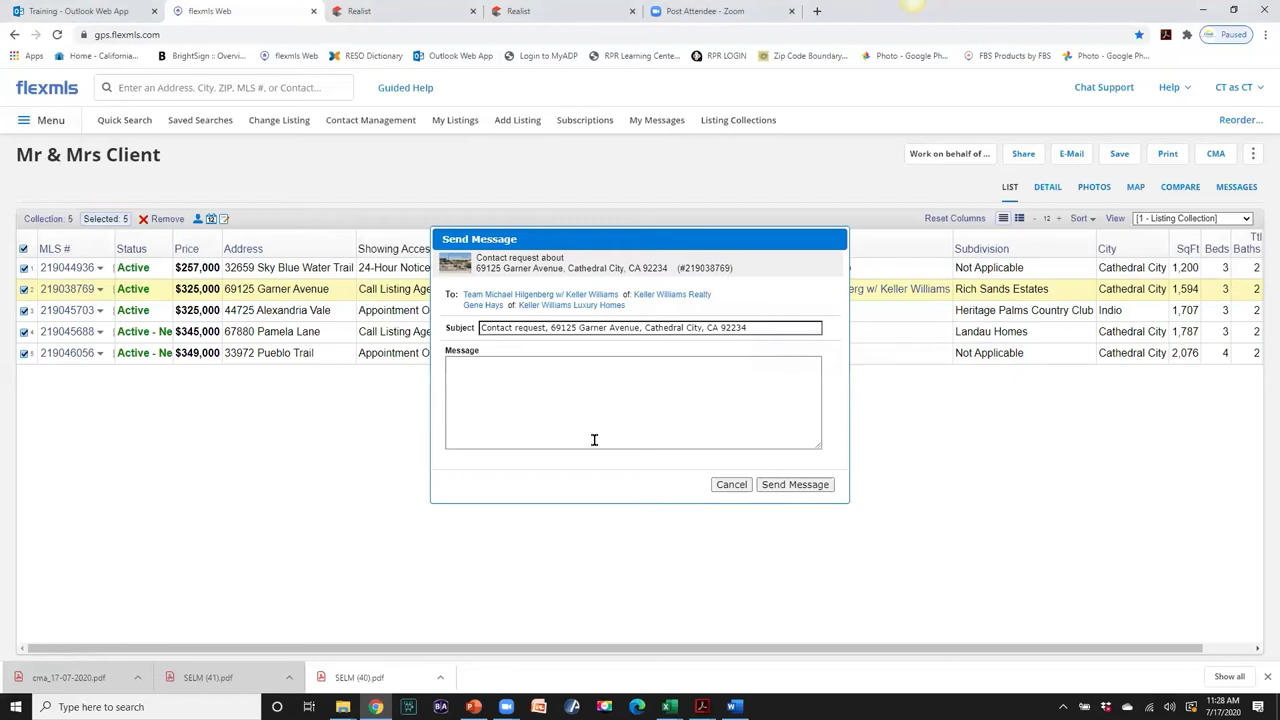 Training - Outlook Web App
flexmls Web
Realist
Realist
Post Attendee - Zoom
gps.flexmls.com
Paused
Apps
Home - California...
BrightSign :: Overvi...
flexmls Web
RESO Dictionary
Outlook Web App
Login to MyADP
RPR Learning Cent...
RPR LOGIN
Zip Code Boundary...
Photo - Google Ph...
FBS Products by FBS
Photo - Google Ph...
flexmls
Enter an Address, City, ZIP, MLS #, or Contact...
Guided Help
Chat Support
Help
CT as CT
Menu
Quick Search
Saved Searches
Change Listing
Contact Management
My Listings
Add Listing
Subscriptions
My Messages
Listing Collections
Reorder...
Mr & Mrs Client
Work on behalf of ...
Share
E-Mail
Save
Print
CMA
LIST
DETAIL
PHOTOS
MAP
COMPARE
MESSAGES
Collection: 5
Selected: 5
Remove
12
Reset Columns
- 12 +
Sort
View
[1 - Listing Collection]
MLS # Status Price Address Showing Acces Subdivision City SqFt Beds Ttl Baths
1 219044936 Active $257,000 32659 Sky Blue Water Trail 24-Hour Notice Not Applicable Cathedral City 1,200 3 2
2 219038769 Active $325,000 69125 Garner Avenue Call Listing Age berg w/ Keller Williams Rich Sands Estates Cathedral City 1,594 3 2
3 219045703 Active $325,000 44725 Alexandria Vale Appointment O Heritage Palms Country Club Indio 1,707 3 2
4 219045688 Active - Ne $345,000 67880 Pamela Lane Call Listing Age Landau Homes Cathedral City 1,787 3 2
5 219046056 Active - Ne $349,000 33972 Pueblo Trail Appointment O Not Applicable Cathedral City 2,076 4 2
Send Message
Contact request about
69125 Garner Avenue, Cathedral City, CA 92234 (#219038769)
To: Team Michael Hilgenberg w/ Keller Williams of: Keller Williams Realty
Gene Hays of: Keller Williams Luxury Homes
Subject Contact request, 69125 Garner Avenue, Cathedral City, CA 92234
Message
Cancel
Send Message
cma_17-07-2020.pdf
SELM (41).pdf
SELM (40).pdf
Show all
Type here to search
11:28 AM
7/17/2020